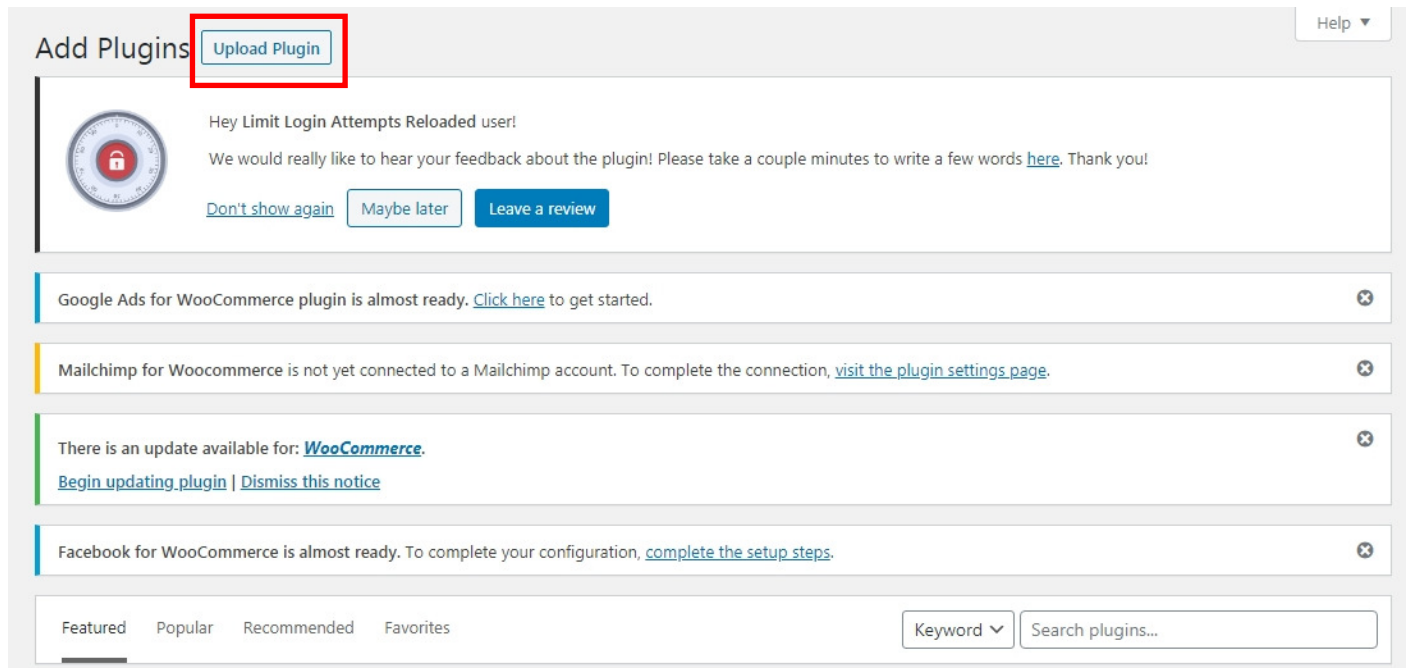 Help ▼
Add Plugins Upload Plugin
Hey Limit Login Attempts Reloaded user!
We would really like to hear your feedback about the plugin! Please take a couple minutes to write a few words here. Thank you!
Don't show again Maybe later Leave a review
Google Ads for WooCommerce plugin is almost ready. Click here to get started.
Mailchimp for Woocommerce is not yet connected to a Mailchimp account. To complete the connection, visit the plugin settings page.
There is an update available for: WooCommerce.
Begin updating plugin | Dismiss this notice
Facebook for WooCommerce is almost ready. To complete your configuration, complete the setup steps.
Featured Popular Recommended Favorites Keyword Search plugins...